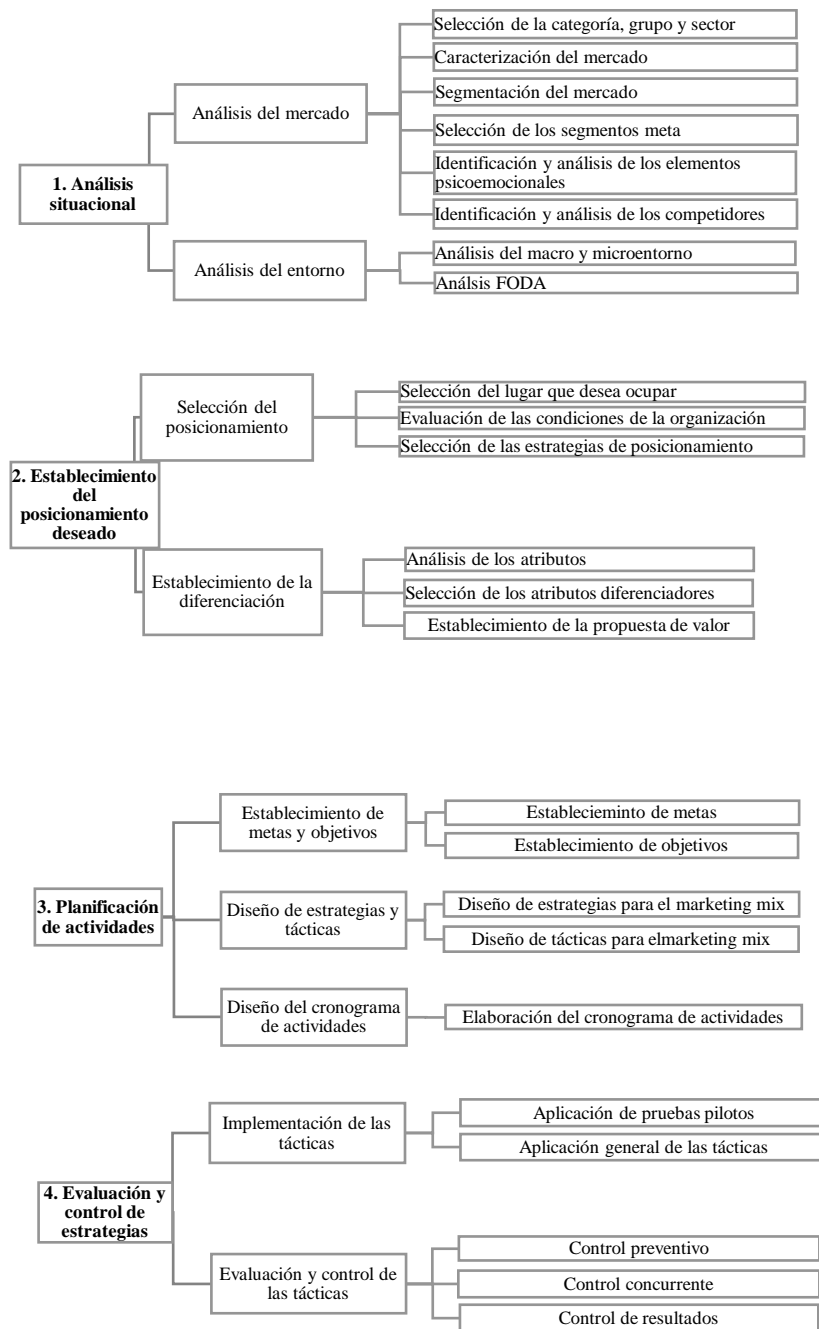 1. Análisis
situacional
Análisis del mercado
Selección de la categoría, grupo y sector
Caracterización del mercado
Segmentación del mercado
Selección de los segmentos meta
Identificación y análisis de los elementos
psicoemocionales
Identificación y análisis de los competidores
Análisis del entorno
Análisis del macro y microentorno
Análsis FODA
2. Establecimiento
del
posicionamiento
deseado
Selección del
posicionamiento
Selección del lugar que desea ocupar
Evaluación de las condiciones de la organización
Selección de las estrategias de posicionamiento
Establecimiento de la
diferenciación
Análisis de los atributos
Selección de los atributos diferenciadores
Establecimiento de la propuesta de valor
3. Planificación
de actividades
Establecimiento de
metas y objetivos
Establecieminto de metas
Establecimiento de objetivos
Diseño de estrategias y
tácticas
Diseño de estrategias para el marketing mix
Diseño de tácticas para elmarketing mix
Diseño del cronograma
de actividades
Elaboración del cronograma de actividades
4. Evaluación y
control de
estrategias
Implementación de las
tácticas
Aplicación de pruebas pilotos
Aplicación general de las tácticas
Evaluación y control de
las tácticas
Control preventivo
Control concurrente
Control de resultados